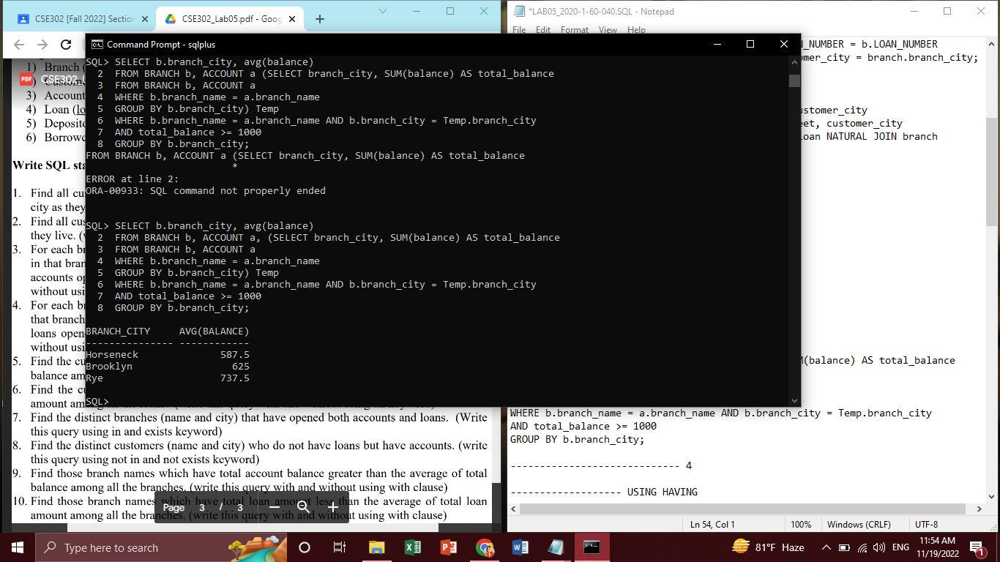 CSE302 [Fall 2022] Section
CSE302_Lab05.pdf - Goog
*LAB05_2020-1-60-040.SQL - Notepad
File Edit Format View Help
Command Prompt - sqlplus
SQL> SELECT b.branch_city, avg(balance)
2 FROM BRANCH b, ACCOUNT a (SELECT branch_city, SUM(balance) AS total_balance
3 FROM BRANCH b, ACCOUNT a
4 WHERE b.branch_name = a.branch_name
5 GROUP BY b.branch_city) Temp
6 WHERE b.branch_name = a.branch_name AND b.branch_city = Temp.branch_city
7 AND total_balance >= 1000
8 GROUP BY b.branch_city;
FROM BRANCH b, ACCOUNT a (SELECT branch_city, SUM(balance) AS total_balance
*
ERROR at line 2:
ORA-00933: SQL command not properly ended
SQL> SELECT b.branch_city, avg(balance)
2 FROM BRANCH b, ACCOUNT a, (SELECT branch_city, SUM(balance) AS total_balance
3 FROM BRANCH b, ACCOUNT a
4 WHERE b.branch_name = a.branch_name
5 GROUP BY b.branch_city) Temp
6 WHERE b.branch_name = a.branch_name AND b.branch_city = Temp.branch_city
7 AND total_balance >= 1000
8 GROUP BY b.branch_city;
BRANCH_CITY AVG(BALANCE)
--------------- ------------
Horseneck 587.5
Brooklyn 625
Rye 737.5
SQL>
PDF CSE302_L
1) Branch (
3) Account
4) Loan (lo
5) Deposito
6) Borrowe
Write SQL sta
1. Find all cu
city as they
2. Find all cus
they live. (
3. For each br
in that bran
accounts op
without usi
4. For each br
that branch
loans open
without usi
5. Find the cu
balance am
6. Find the cu
amount am
7. Find the distinct branches (name and city) that have opened both accounts and loans. (Write
this query using in and exists keyword)
8. Find the distinct customers (name and city) who do not have loans but have accounts. (write
this query using not in and not exists keyword)
9. Find those branch names which have total account balance greater than the average of total
balance among all the branches. (write this query with and without using with clause)
10. Find those branch names which have total loan amount less than the average of total loan
amount among all the branches. (write this query with and without using with clause)
Page 3 / 3
N_NUMBER = b.LOAN_NUMBER
omer_city = branch.branch_city;
ustomer_city
eet, customer_city
oan NATURAL JOIN branch
M(balance) AS total_balance
WHERE b.branch_name = a.branch_name AND b.branch_city = Temp.branch_city
AND total_balance >= 1000
GROUP BY b.branch_city;
----------------------------- 4
------------------- USING HAVING
Ln 54, Col 1 100% Windows (CRLF) UTF-8
Type here to search
81°F Haze ENG
11:54 AM
11/19/2022
1